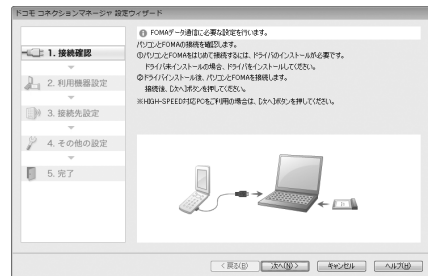 ドコモ コネクションマネージャ 設定ウィザード
FOMAデータ通信に必要な設定を行います。
1. 接続確認
2. 利用機器設定
3. 接続先設定
4. その他の設定
5. 完了
パソコンとFOMAの接続を確認します。
①パソコンとFOMAをはじめて接続するには、ドライバのインストールが必要です。
ドライバ未インストールの場合、ドライバをインストールしてください。
②ドライバインストール後、パソコンとFOMAを接続します。
接続後、[次へ]ボタンを押してください。
※HIGH-SPEED対応PCをご利用の場合は、[次へ]ボタンを押してください。
< 戻る(B)
次へ(N) >
キャンセル
ヘルプ(H)